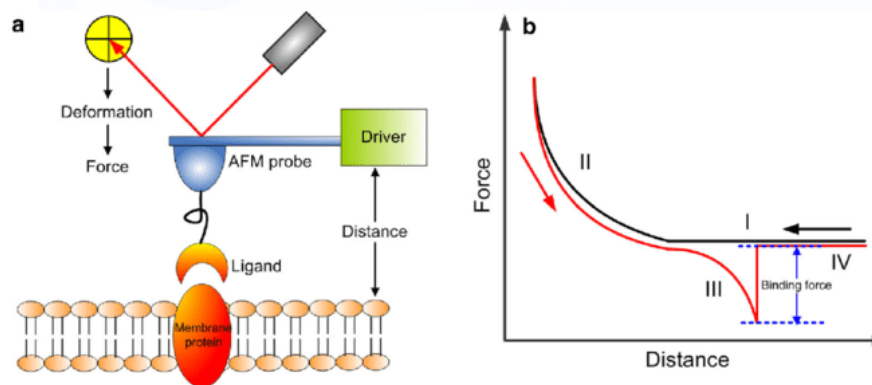 a
Deformation
Force
AFM probe
Driver
Distance
Ligand
Membrane
protein
b
Force
II
I
III
IV
Binding force
Distance